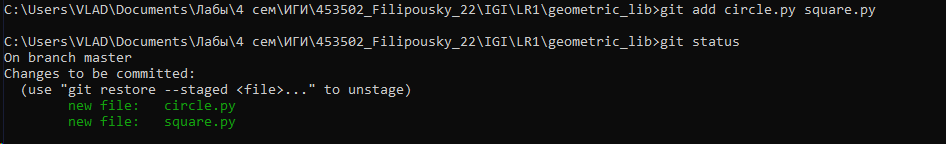 C:\Users\VLAD\Documents\Лабы\4 сем\ИГИ\453502_Filipousky_22\IGI\LR1\geometric_lib>git add circle.py square.py
C:\Users\VLAD\Documents\Лабы\4 сем\ИГИ\453502_Filipousky_22\IGI\LR1\geometric_lib>git status
On branch master
Changes to be committed:
  (use "git restore --staged <file>..." to unstage)
        new file:   circle.py
        new file:   square.py